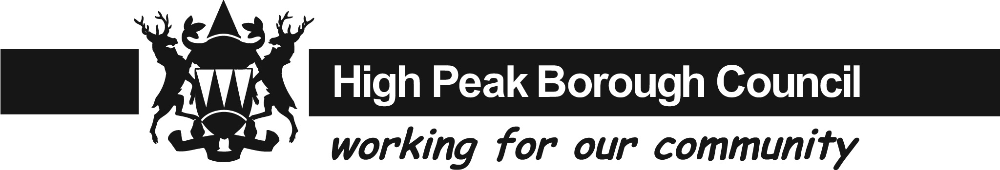 High Peak Borough Council
working for our community